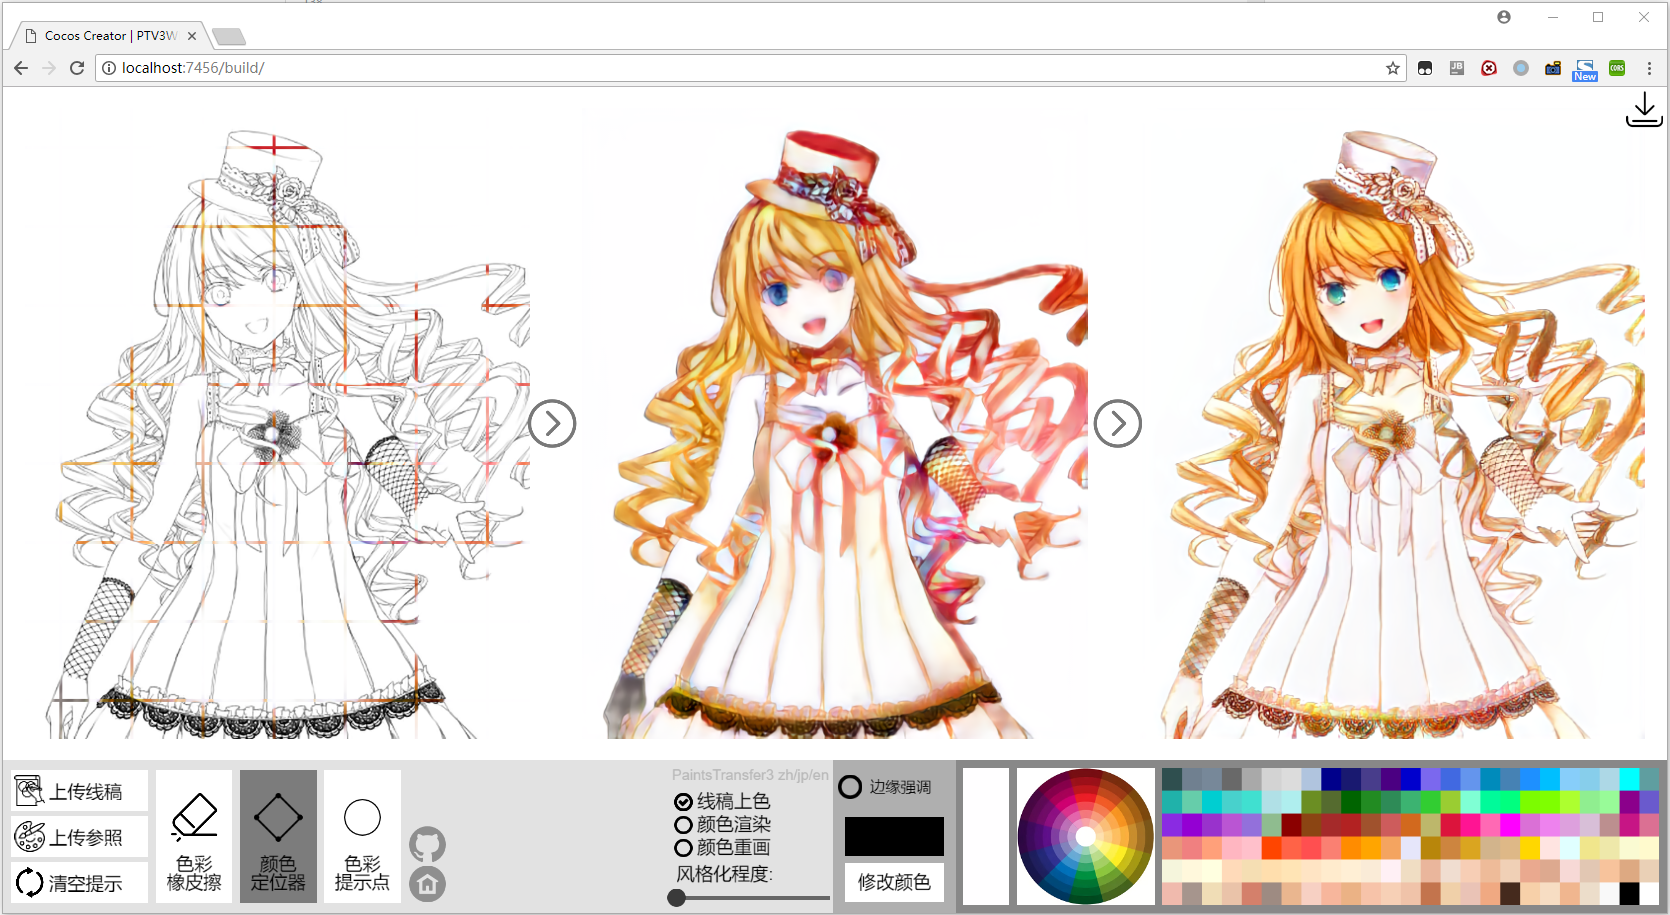 Cocos Creator | PTV3W
localhost:7456/build/
JB
New
CORS
上传线稿
上传参照
清空提示
色彩
橡皮擦
颜色
定位器
色彩
提示点
PaintsTransfer3 zh/jp/en
线稿上色
颜色渲染
颜色重画
风格化程度:
边缘强调
修改颜色